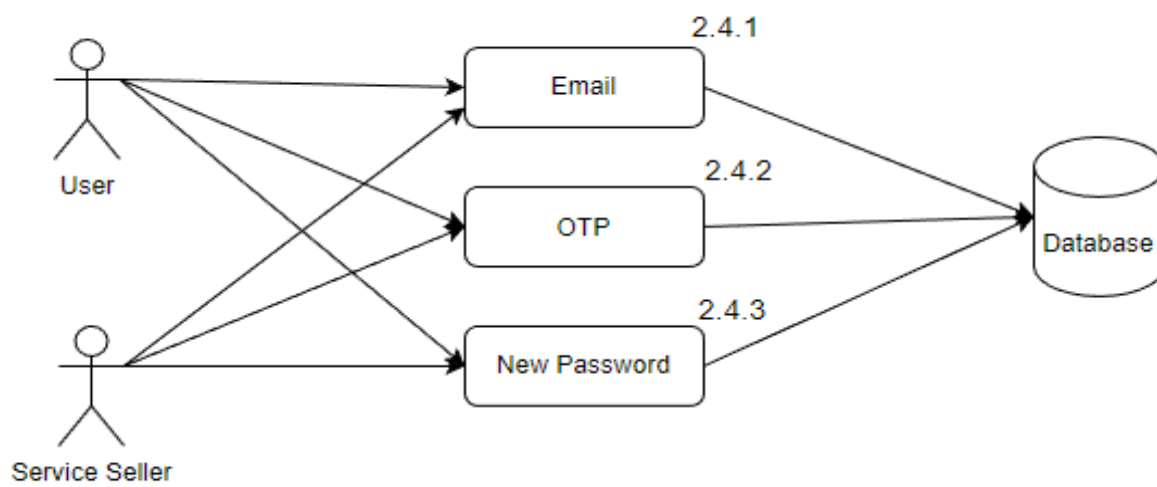 2.4.1
Email
User
2.4.2
OTP
Database
2.4.3
New Password
Service Seller